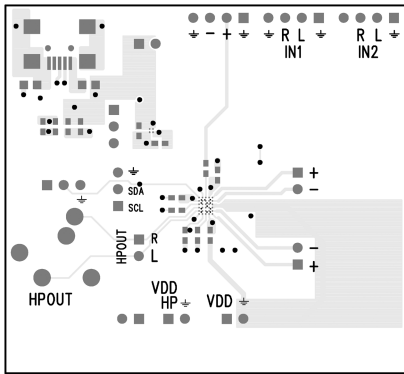 ⏚ − + ⏚ ⏚ R L ⏚ ⏚ R L
IN1 IN2
⏚
SDA
SCL
⏚
+
−
HPOUT
R
L
−
+
HPOUT
VDD
HP ⏚
VDD ⏚